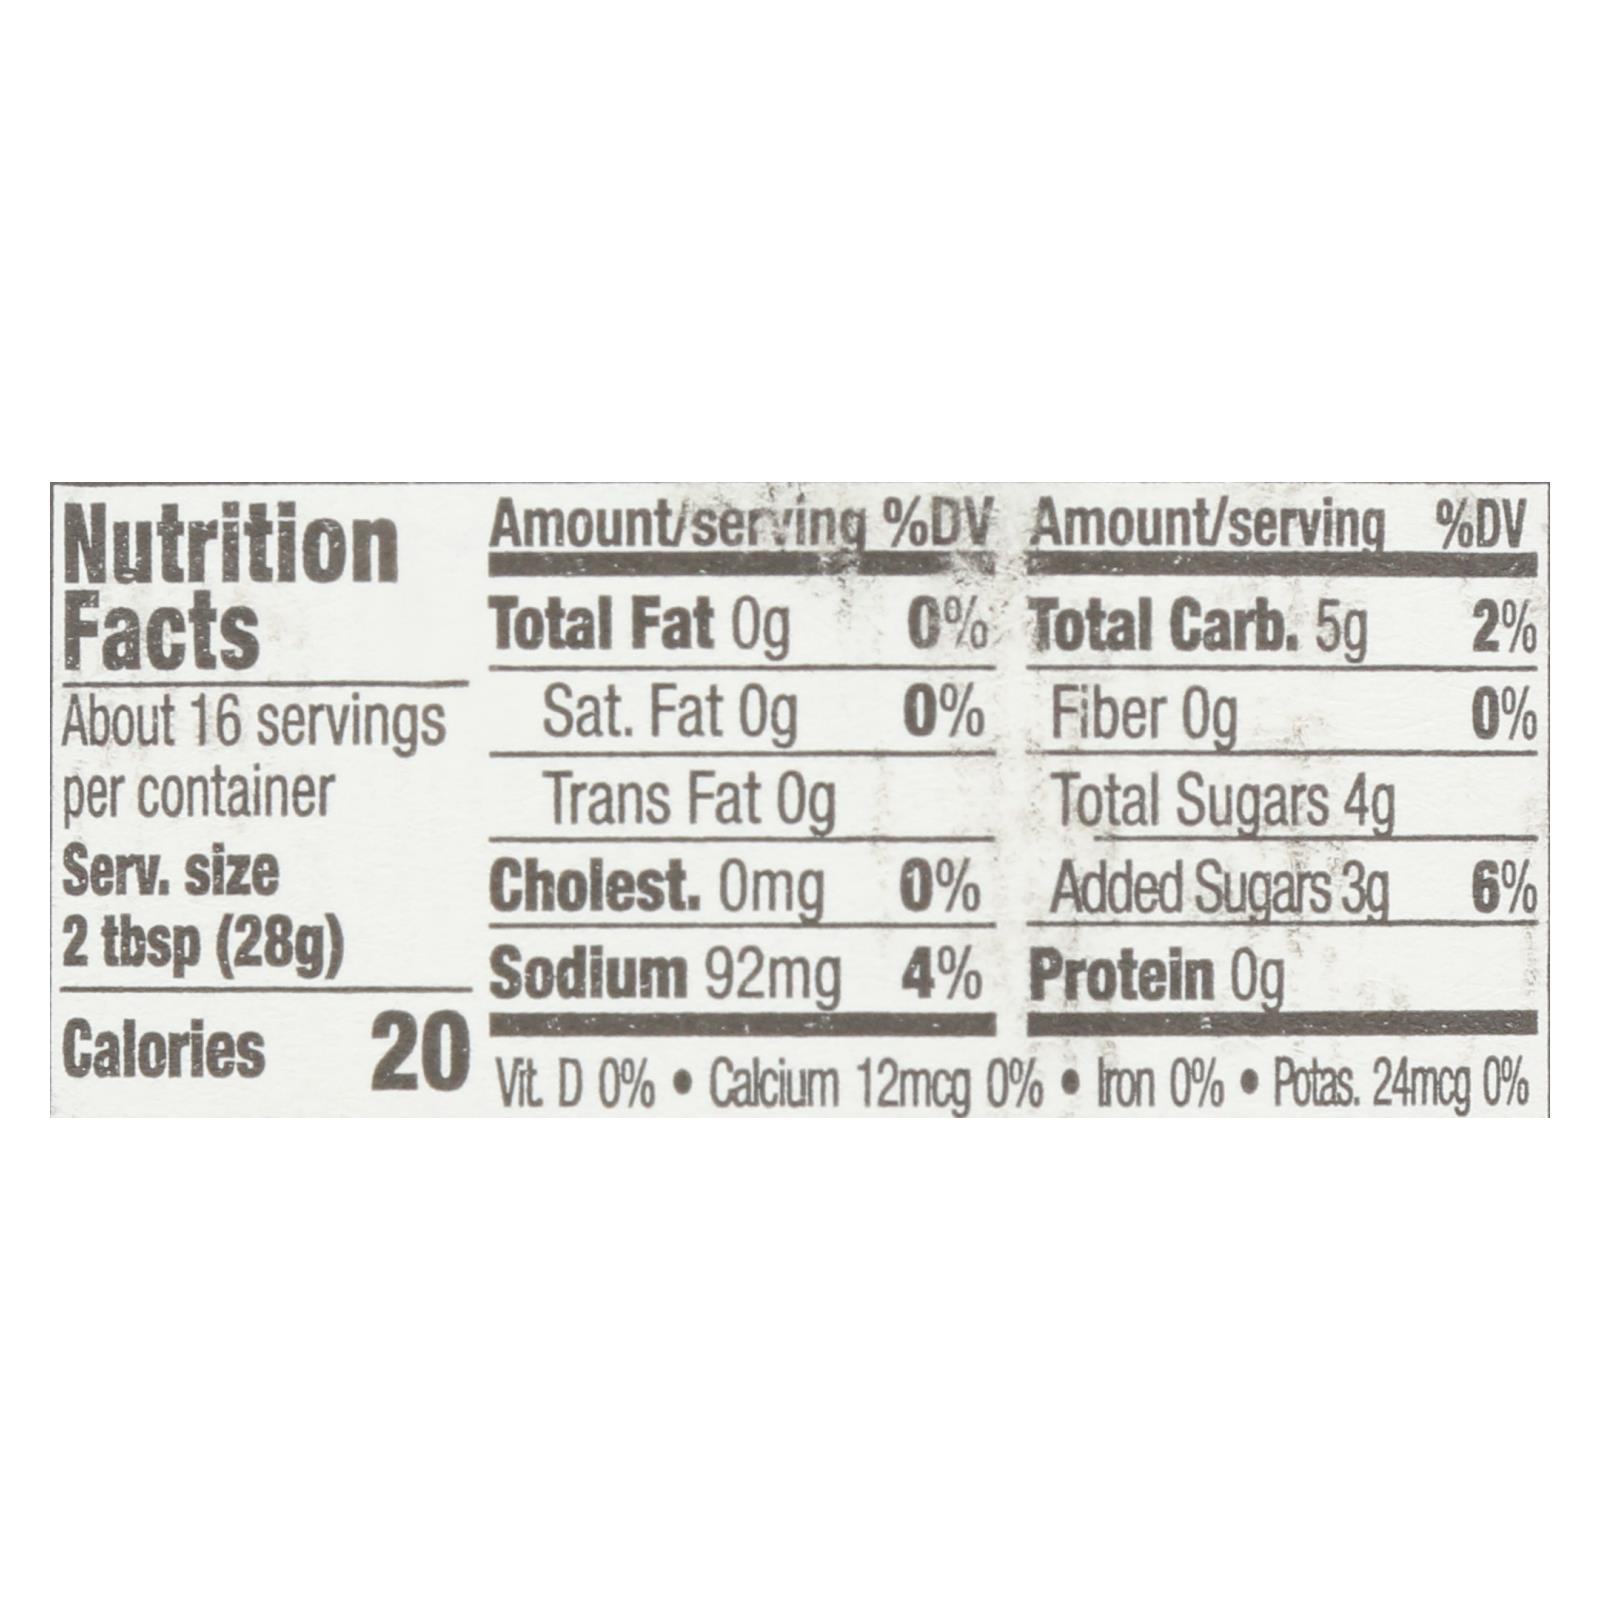 Nutrition
Facts
About 16 servings
per container
Serv. size
2 tbsp (28g)
Calories 20
Amount/serving %DV
Total Fat 0g 0%
Sat. Fat 0g 0%
Trans Fat 0g
Cholest. 0mg 0%
Sodium 92mg 4%
Amount/serving %DV
Total Carb. 5g 2%
Fiber 0g 0%
Total Sugars 4g
Added Sugars 3g 6%
Protein 0g
Vit. D 0% • Calcium 12mcg 0% • Iron 0% • Potas. 24mcg 0%